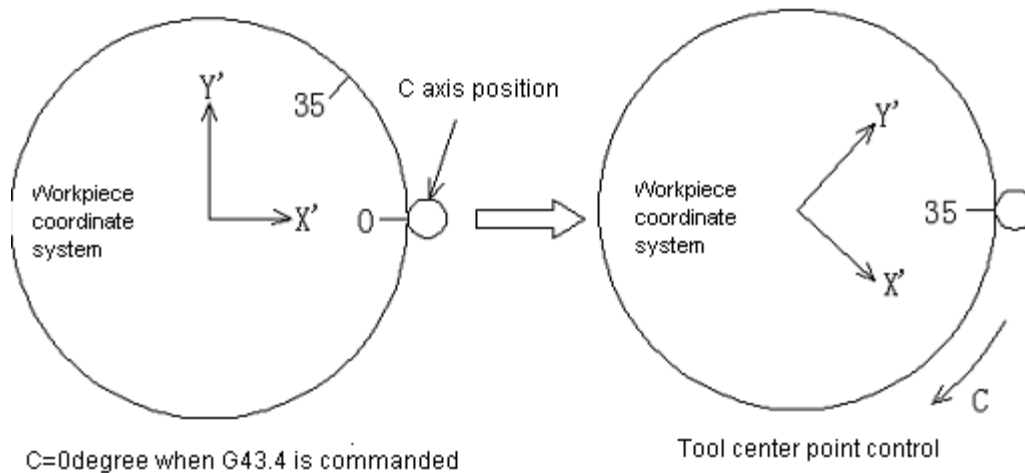 Y'
35
C axis position
Workpiece
coordinate
system
0
X'
C=0degree when G43.4 is commanded
Y'
Workpiece
coordinate
system
35
X'
C
Tool center point control